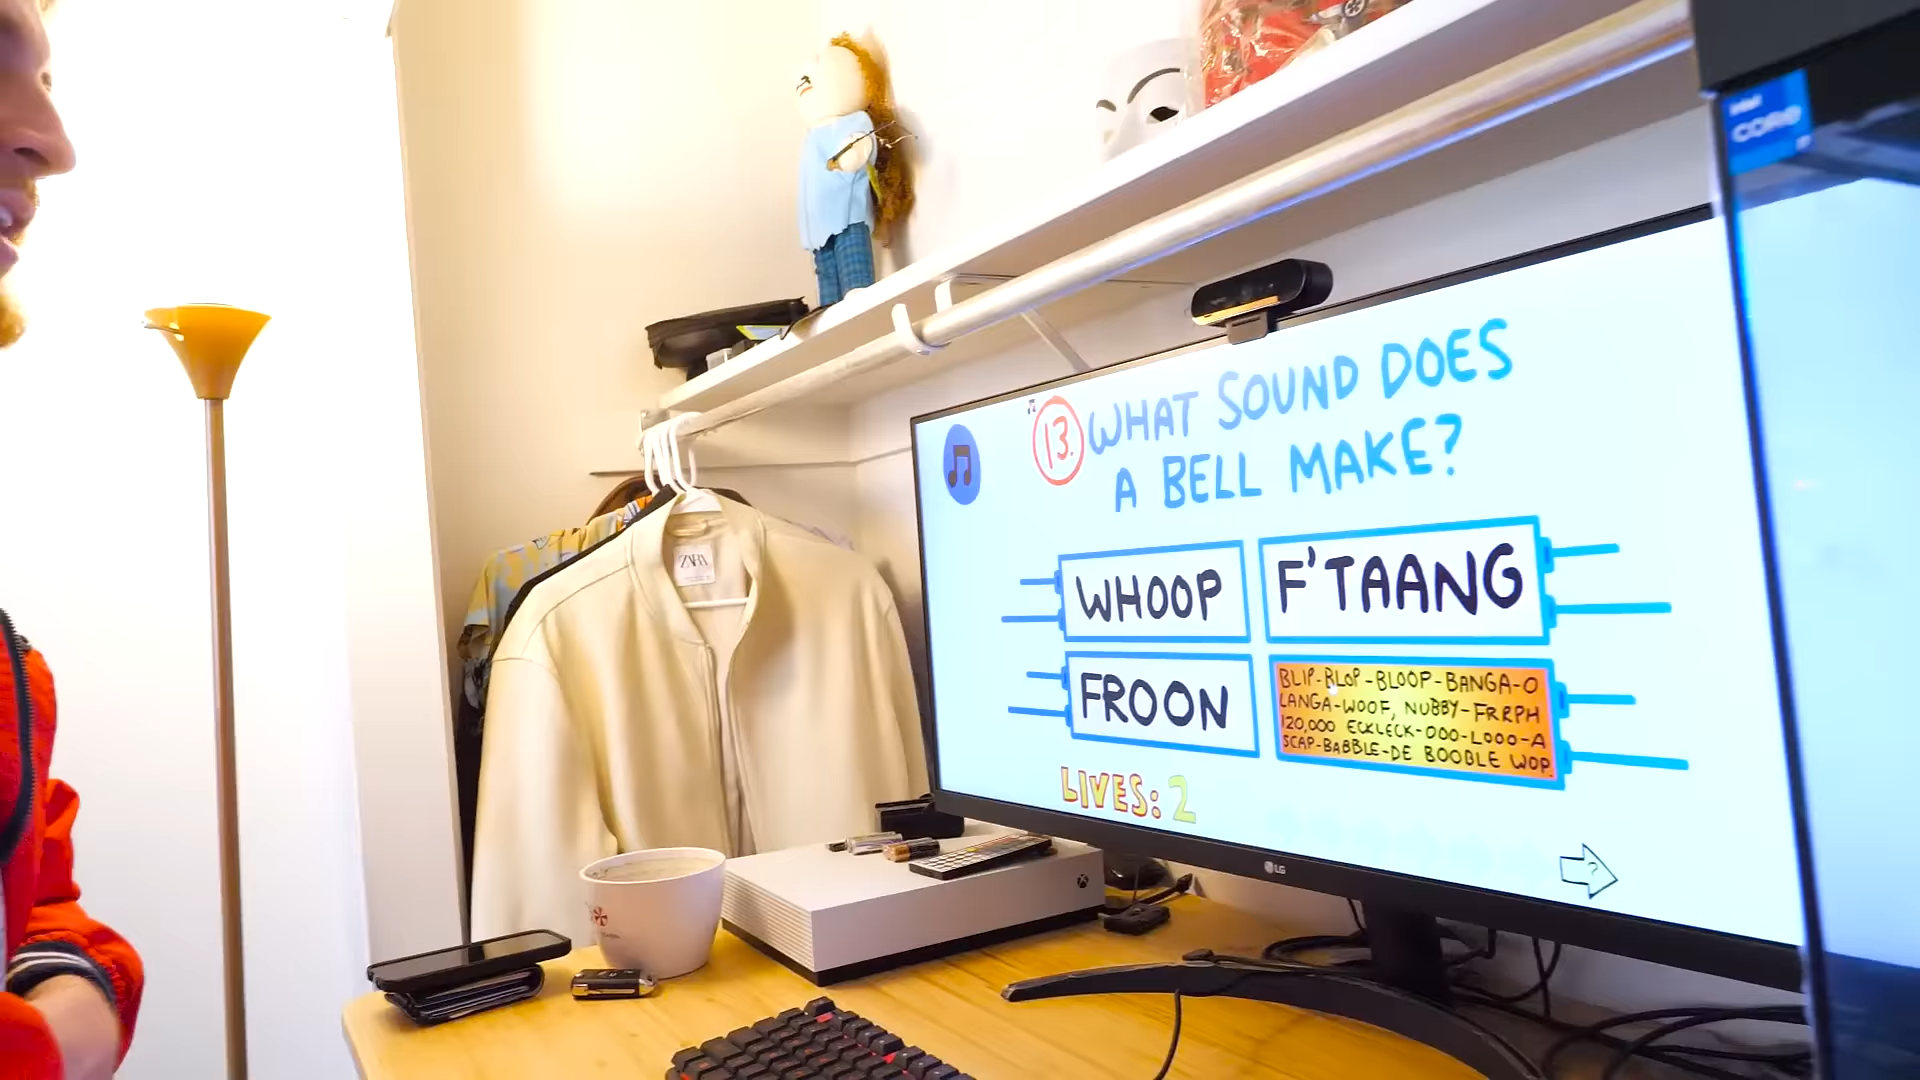 intel
CORE
13. WHAT SOUND DOES
A BELL MAKE?
WHOOP
F'TAANG
FROON
BLIP-BLOP-BLOOP-BANGA-O
LANGA-WOOF, NUBBY-FRRPH
120,000 ECKLECK-OOO-LOOO-A
SCAP-BABBLE-DE BOOBLE WOP.
LIVES: 2
?
LG
ZARA